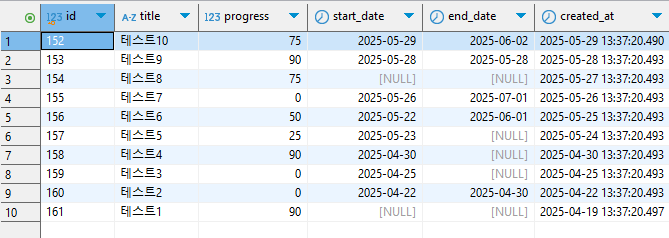 123 id A-Z title 123 progress start_date end_date created_at
1 152 테스트10 75 2025-05-29 2025-06-02 2025-05-29 13:37:20.490
2 153 테스트9 90 2025-05-28 2025-05-28 2025-05-28 13:37:20.493
3 154 테스트8 75 [NULL] [NULL] 2025-05-27 13:37:20.493
4 155 테스트7 0 2025-05-26 2025-07-01 2025-05-26 13:37:20.493
5 156 테스트6 50 2025-05-22 2025-06-01 2025-05-25 13:37:20.493
6 157 테스트5 25 2025-05-23 [NULL] 2025-05-24 13:37:20.493
7 158 테스트4 90 2025-04-30 [NULL] 2025-04-30 13:37:20.493
8 159 테스트3 0 2025-04-25 [NULL] 2025-04-25 13:37:20.493
9 160 테스트2 0 2025-04-22 2025-04-30 2025-04-22 13:37:20.493
10 161 테스트1 90 [NULL] [NULL] 2025-04-19 13:37:20.497